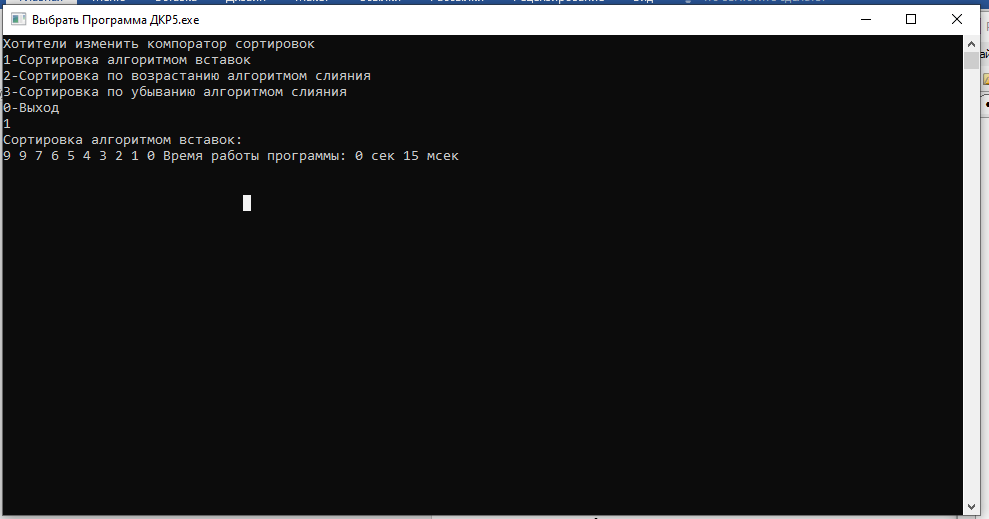 Выбрать Программа ДКР5.exe
Хотители изменить компоратор сортировок
1-Сортировка алгоритмом вставок
2-Сортировка по возрастанию алгоритмом слияния
3-Сортировка по убыванию алгоритмом слияния
0-Выход
1
Сортировка алгоритмом вставок:
9 9 7 6 5 4 3 2 1 0 Время работы программы: 0 сек 15 мсек